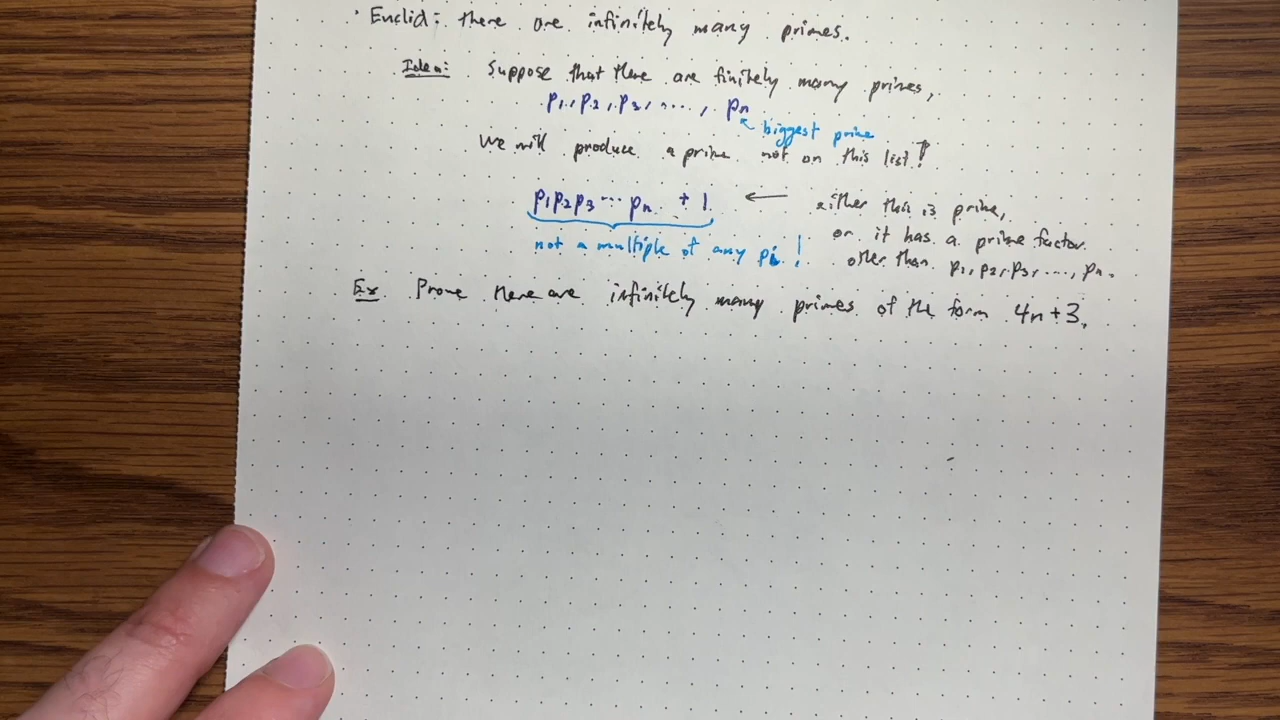 · Euclid: there are infinitely many primes.
Idea: Suppose that there are finitely many primes,
p1, p2, p3, ...., pn
biggest prime
We will produce a prime not on this list!
p1p2p3 ... pn + 1 ← either this is prime,
or it has a prime factor
not a multiple of any pi!
other than p1, p2, p3, ..., pn.
Ex Prove there are infinitely many primes of the form 4n+3.